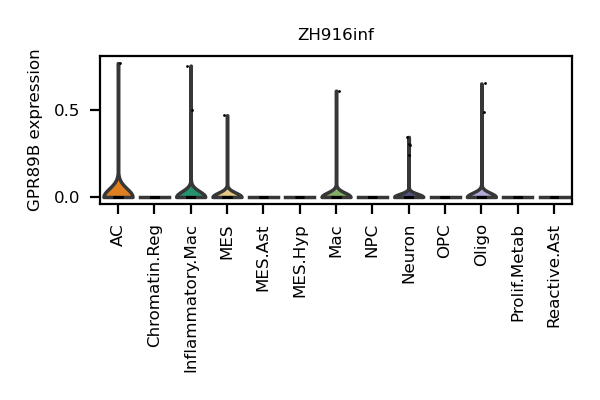 ZH916inf
GPR89B expression
0.5
0.0
AC
Chromatin.Reg
Inflammatory.Mac
MES
MES.Ast
MES.Hyp
Mac
NPC
Neuron
OPC
Oligo
Prolif.Metab
Reactive.Ast